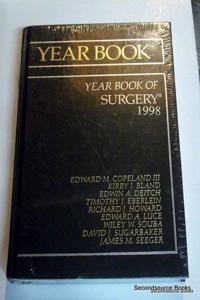 YEAR BOOK®
YEAR BOOK OF
SURGERY®
1998
EDWARD M. COPELAND III
KIRBY I. BLAND
EDWIN A. DEITCH
TIMOTHY J. EBERLEIN
RICHARD J. HOWARD
EDWARD A. LUCE
WILEY W. SOUBA
DAVID J. SUGARBAKER
JAMES M. SEEGER
Secondsource Books